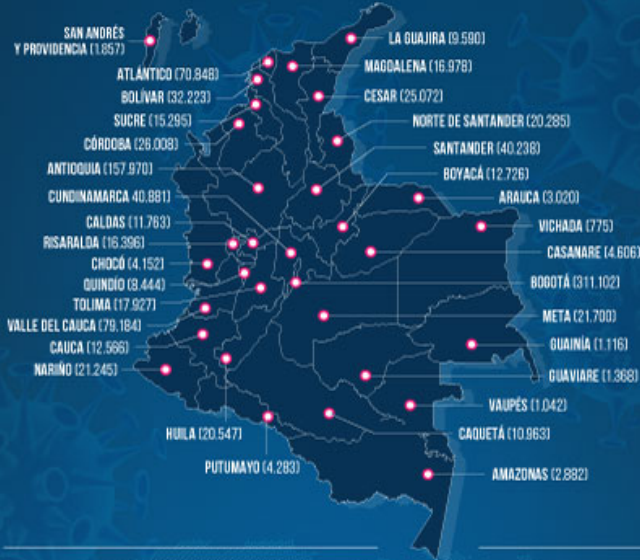 SAN ANDRÉS
Y PROVIDENCIA (1.857)
ATLÁNTICO (70.848)
BOLÍVAR (32.223)
SUCRE (15.295)
CÓRDOBA (26.008)
ANTIOQUIA (157.970)
CUNDINAMARCA 40.881)
CALDAS (11.763)
RISARALDA (16.396)
CHOCÓ (4.152)
QUINDÍO (8.444)
TOLIMA (17.927)
VALLE DEL CAUCA (79.184)
CAUCA (12.566)
NARIÑO (21.245)
HUILA (20.547)
PUTUMAYO (4.283)
LA GUAJIRA (9.590)
MAGDALENA (16.978)
CESAR (25.072)
NORTE DE SANTANDER (20.285)
SANTANDER (40.238)
BOYACÁ (12.726)
ARAUCA (3.020)
VICHADA (775)
CASANARE (4.606)
BOGOTÁ (311.102)
META (21.700)
GUAINÍA (1.116)
GUAVIARE (1.368)
VAUPÉS (1.042)
CAQUETÁ (10.963)
AMAZONAS (2.882)